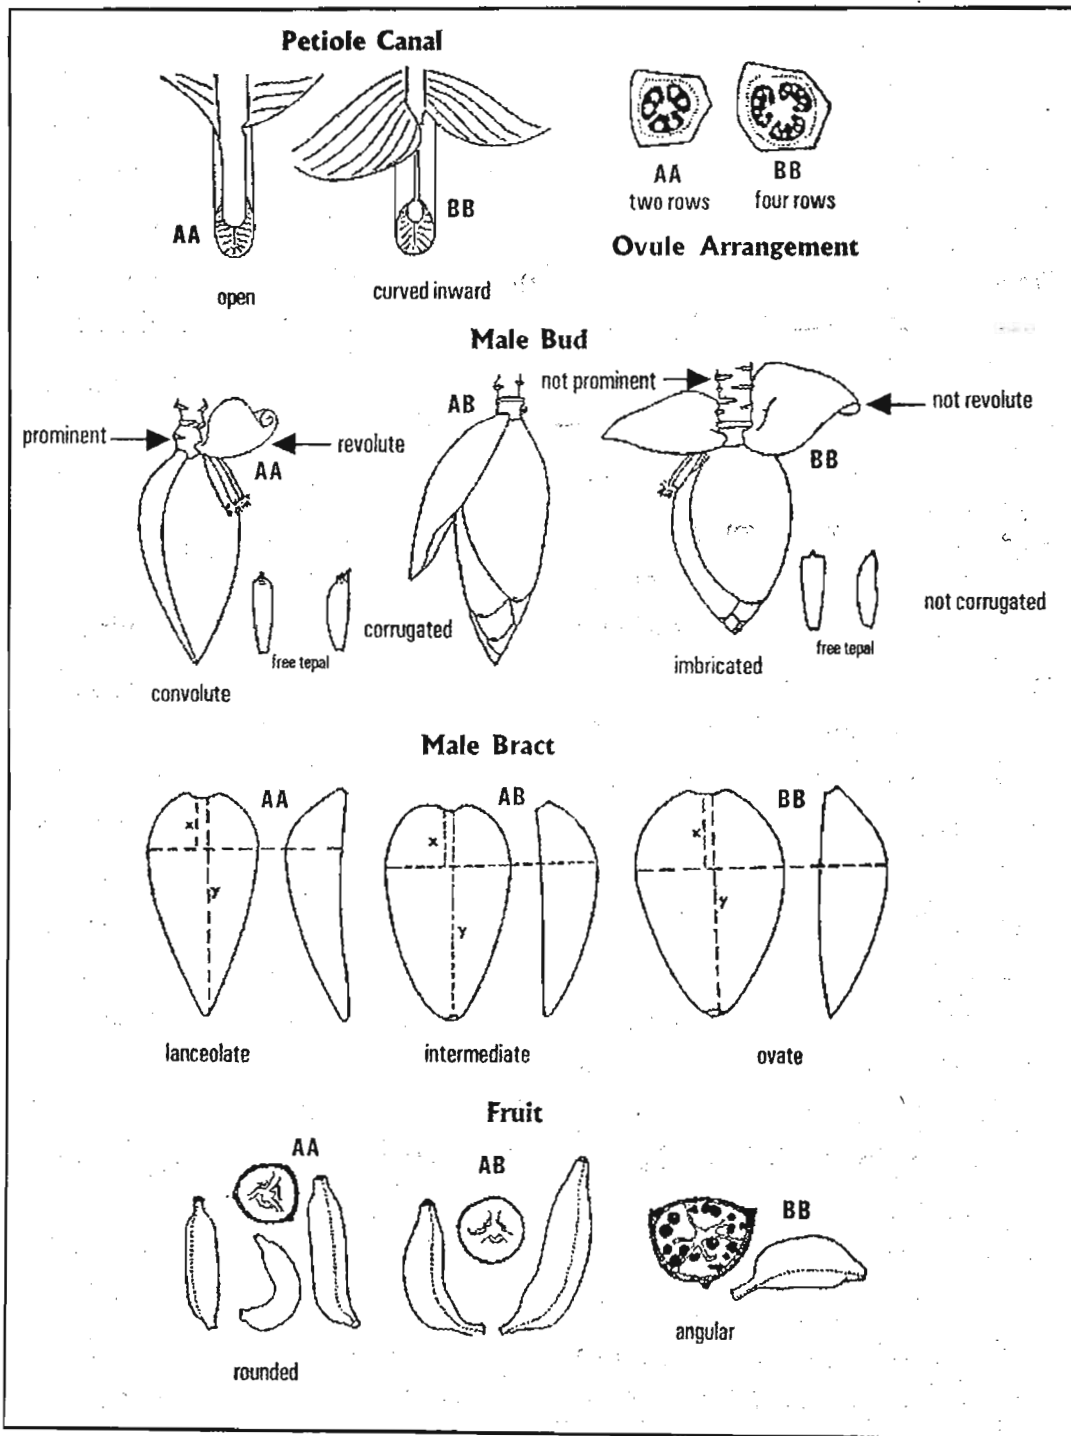 Petiole Canal
AA
BB
open
curved inward
AA
BB
two rows
four rows
Ovule Arrangement
Male Bud
prominent
revolute
AA
AB
not prominent
not revolute
BB
corrugated
free tepal
convolute
not corrugated
free tepal
imbricated
Male Bract
AA
AB
BB
x
y
x
y
x
y
lanceolate
intermediate
ovate
Fruit
AA
AB
BB
rounded
angular